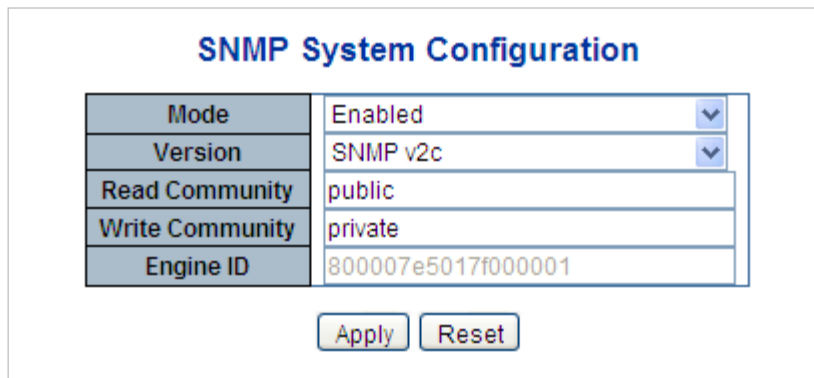 SNMP System Configuration
Mode Enabled
Version SNMP v2c
Read Community public
Write Community private
Engine ID 800007e5017f000001
Apply Reset